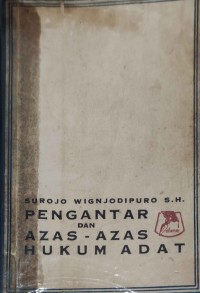 SUROJO WIGNJODIPURO S.H.
PENGANTAR
DAN
AZAS - AZAS
HUKUM ADAT